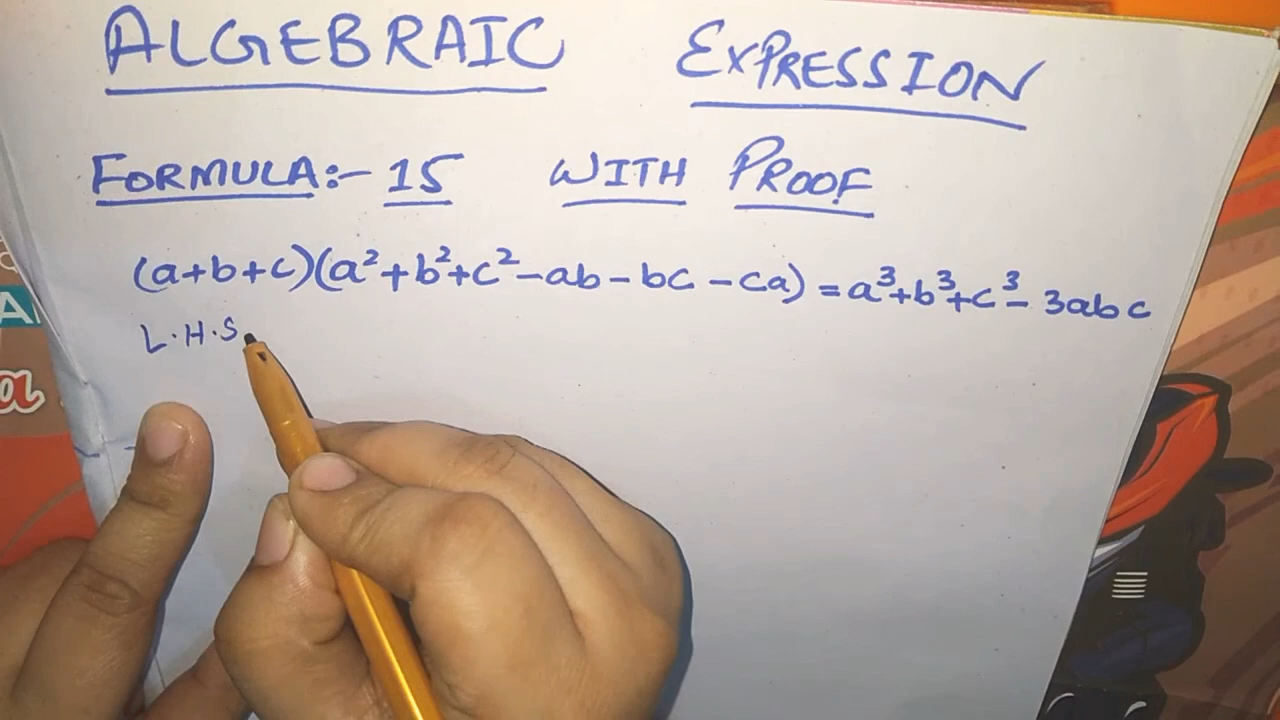 ALGEBRAIC EXPRESSION
FORMULA:- 15 WITH PROOF
(a+b+c)(a²+b²+c²-ab-bc-ca)=a³+b³+c³-3abc
L.H.S